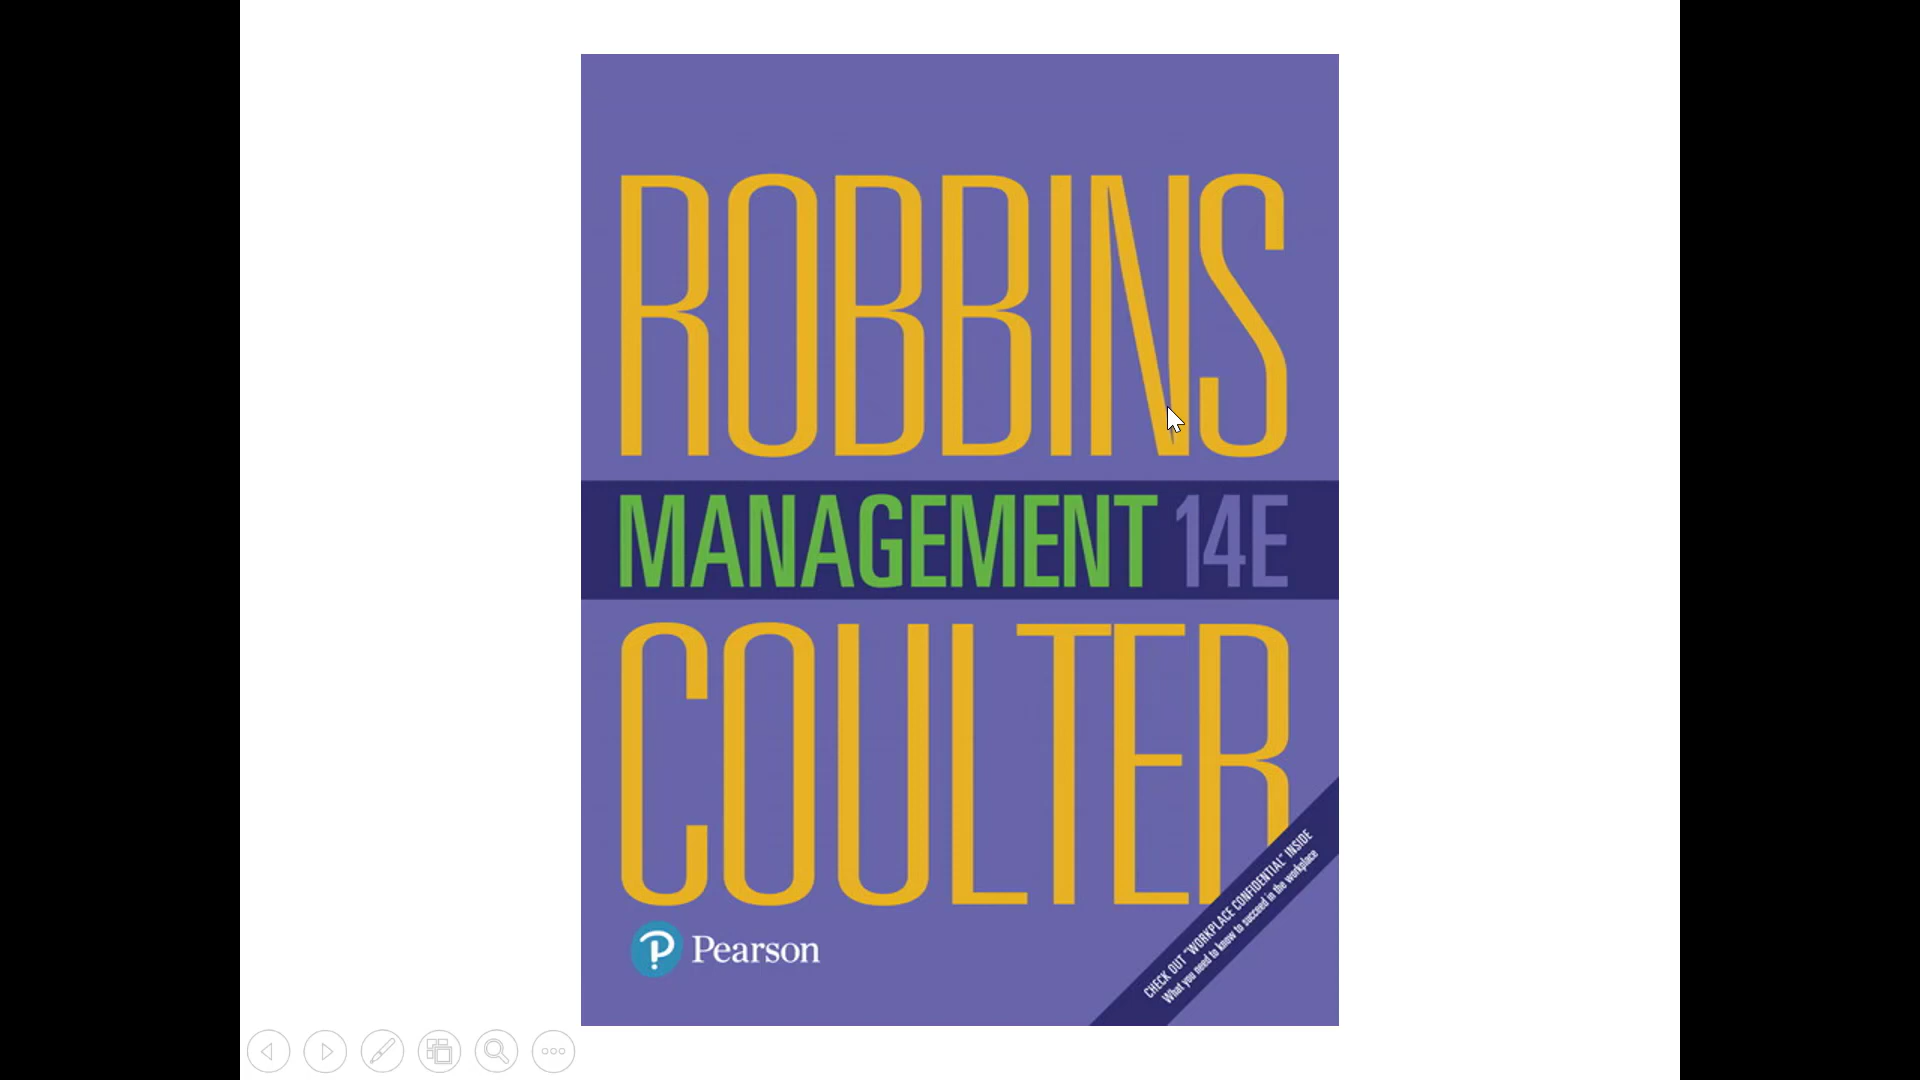 ROBBINS
MANAGEMENT 14E
COULTER
CHECK OUT "WORKPLACE CONFIDENTIAL" INSIDE
What you need to know to succeed in the workplace
Pearson